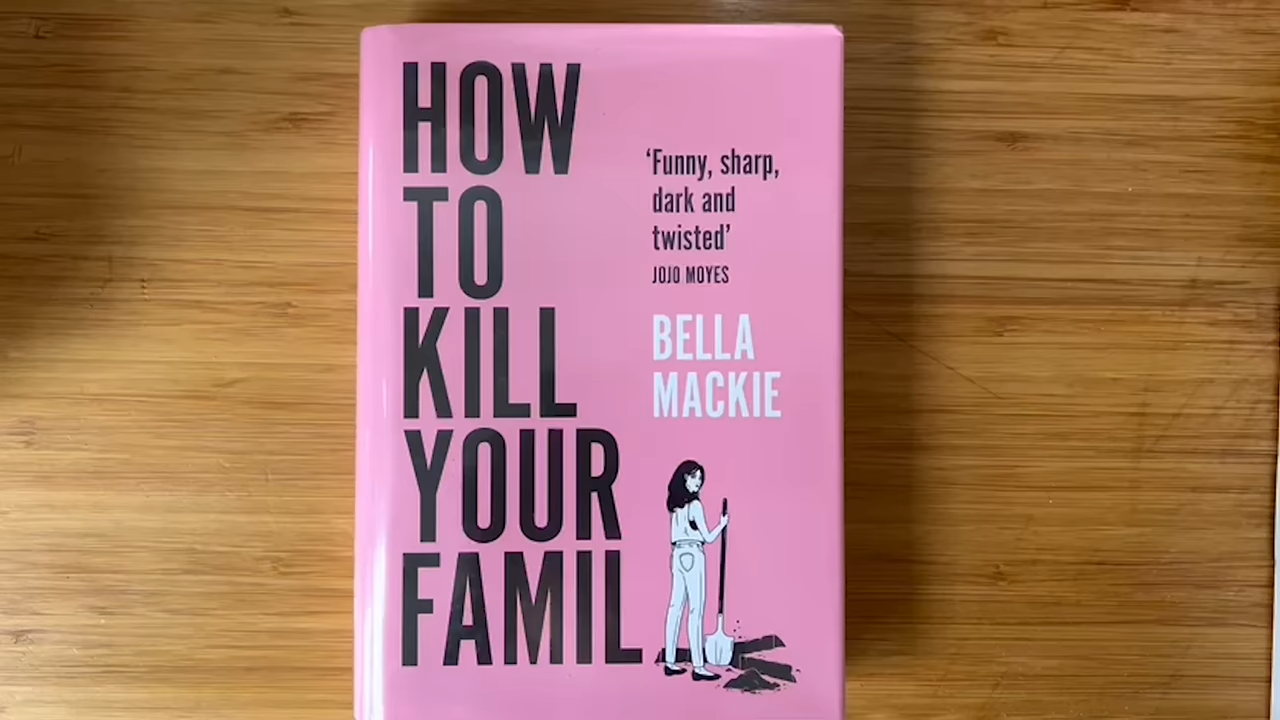 HOW
TO
KILL
YOUR
FAMIL
‘Funny, sharp,
dark and
twisted’
JOJO MOYES
BELLA
MACKIE